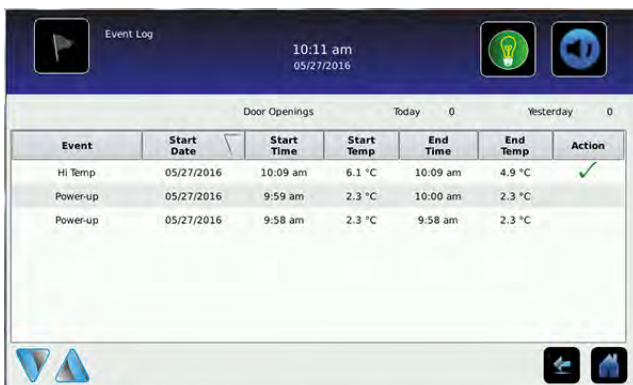 Event Log
10:11 am
05/27/2016
Door Openings Today 0 Yesterday 0
Event Start Date Start Time Start Temp End Time End Temp Action
Hi Temp 05/27/2016 10:09 am 6.1 °C 10:09 am 4.9 °C
Power-up 05/27/2016 9:59 am 2.3 °C 10:00 am 2.3 °C
Power-up 05/27/2016 9:58 am 2.3 °C 9:58 am 2.3 °C